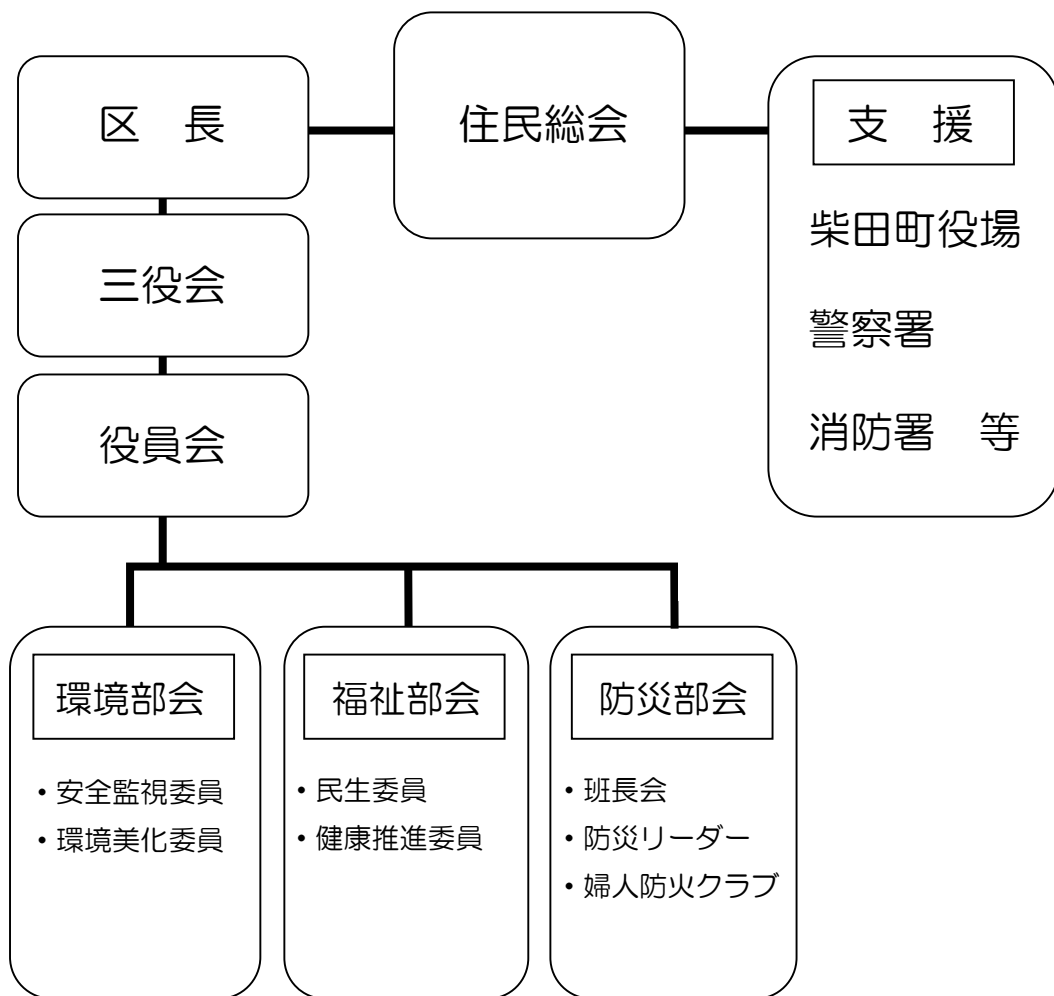 区　長
住民総会
支　援
柴田町役場
警察署
消防署　等
三役会
役員会
環境部会
・安全監視委員
・環境美化委員
福祉部会
・民生委員
・健康推進委員
防災部会
・班長会
・防災リーダー
・婦人防火クラブ